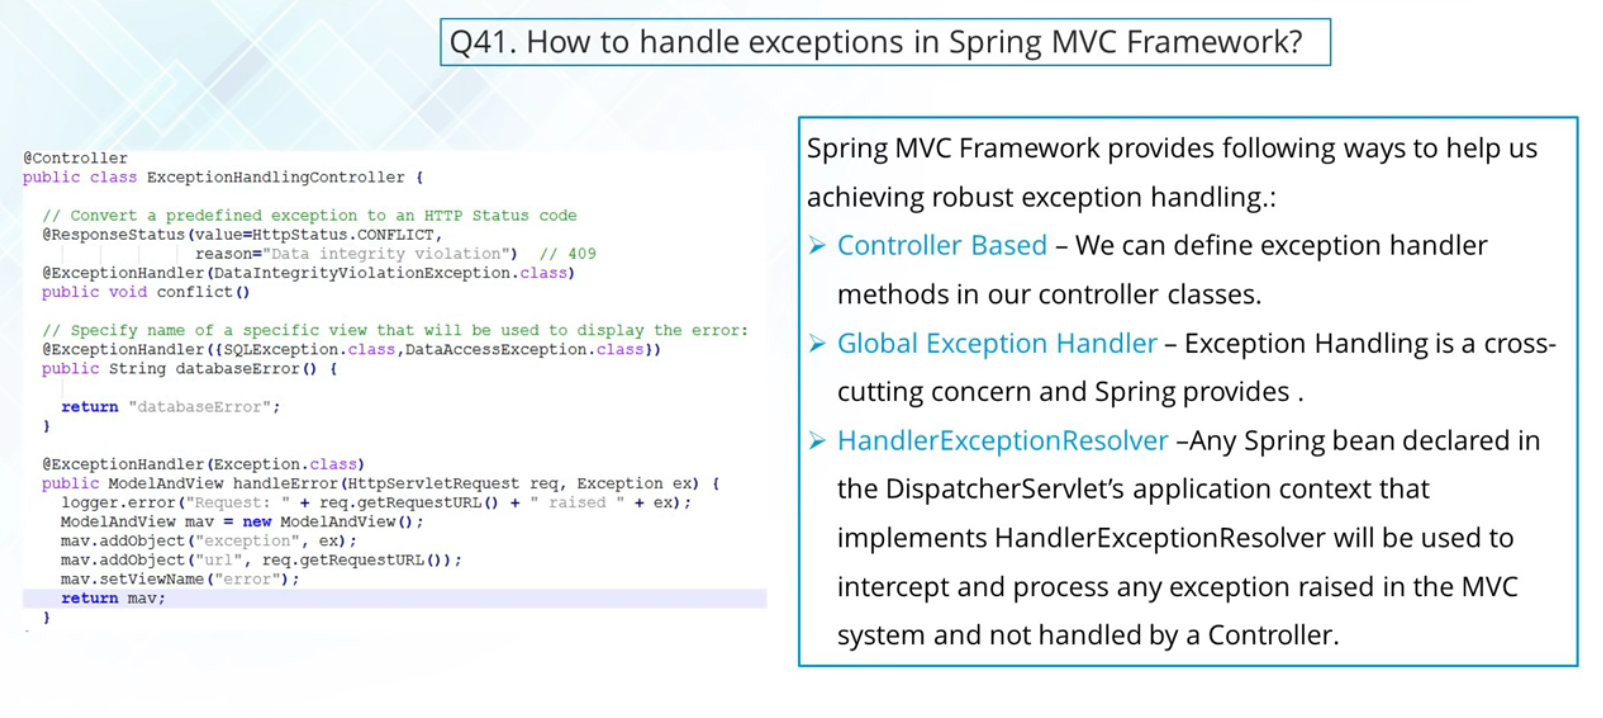 Q41. How to handle exceptions in Spring MVC Framework?
@Controller
public class ExceptionHandlingController {
// Convert a predefined exception to an HTTP Status code
@ResponseStatus(value=HttpStatus.CONFLICT,
reason="Data integrity violation")  // 409
@ExceptionHandler(DataIntegrityViolationException.class)
public void conflict()
// Specify name of a specific view that will be used to display the error:
@ExceptionHandler({SQLException.class,DataAccessException.class})
public String databaseError() {
return "databaseError";
}
@ExceptionHandler(Exception.class)
public ModelAndView handleError(HttpServletRequest req, Exception ex) {
logger.error("Request: " + req.getRequestURL() + " raised " + ex);
ModelAndView mav = new ModelAndView();
mav.addObject("exception", ex);
mav.addObject("url", req.getRequestURL());
mav.setViewName("error");
return mav;
}
Spring MVC Framework provides following ways to help us
achieving robust exception handling.:
➢ Controller Based – We can define exception handler
methods in our controller classes.
➢ Global Exception Handler – Exception Handling is a cross-
cutting concern and Spring provides .
➢ HandlerExceptionResolver –Any Spring bean declared in
the DispatcherServlet’s application context that
implements HandlerExceptionResolver will be used to
intercept and process any exception raised in the MVC
system and not handled by a Controller.